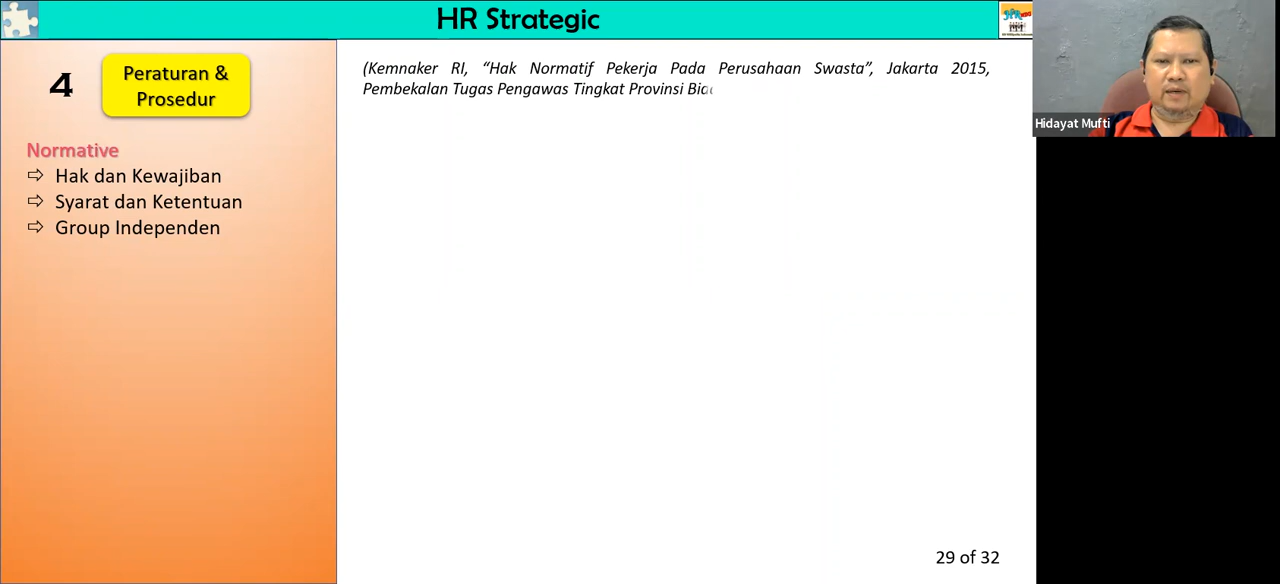 HR Strategic
4
Peraturan &
Prosedur
Normative
Hak dan Kewajiban
Syarat dan Ketentuan
Group Independen
(Kemnaker RI, “Hak Normatif Pekerja Pada Perusahaan Swasta”, Jakarta 2015,
Pembekalan Tugas Pengawas Tingkat Provinsi
29 of 32
Hidayat Mufti